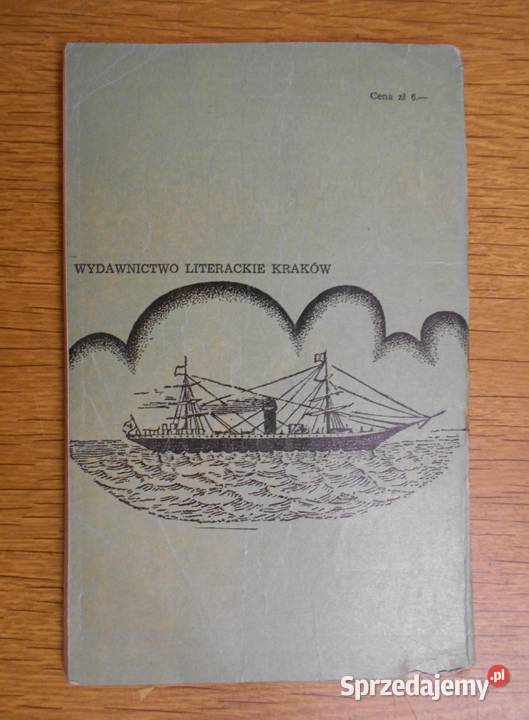 Cena zł 6.—
WYDAWNICTWO LITERACKIE KRAKÓW
Sprzedajemy.pl